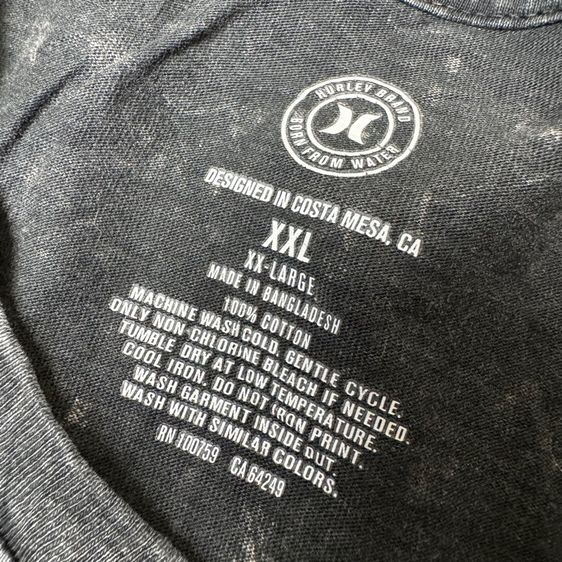 HURLEY BRAND
BORN FROM WATER
DESIGNED IN COSTA MESA, CA
XXL
XX-LARGE
MADE IN BANGLADESH
100% COTTON
MACHINE WASH COLD, GENTLE CYCLE.
ONLY NON-CHLORINE BLEACH IF NEEDED.
TUMBLE DRY AT LOW TEMPERATURE.
COOL IRON. DO NOT IRON PRINT.
WASH GARMENT INSIDE OUT.
WASH WITH SIMILAR COLORS.
RN 100759 CA 64249